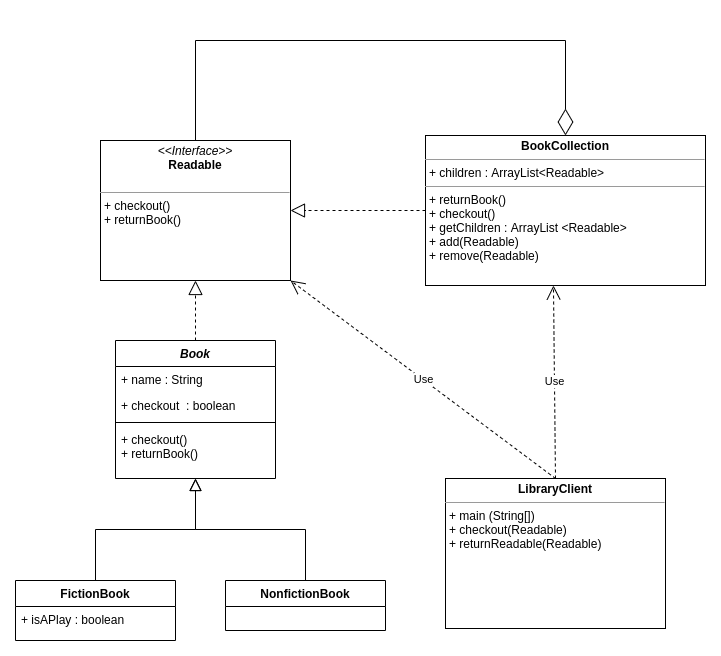 <<Interface>>
Readable
+ checkout()
+ returnBook()
BookCollection
+ children : ArrayList<Readable>
+ returnBook()
+ checkout()
+ getChildren : ArrayList <Readable>
+ add(Readable)
+ remove(Readable)
Book
+ name : String
+ checkout : boolean
+ checkout()
+ returnBook()
Use
Use
LibraryClient
+ main (String[])
+ checkout(Readable)
+ returnReadable(Readable)
FictionBook
+ isAPlay : boolean
NonfictionBook